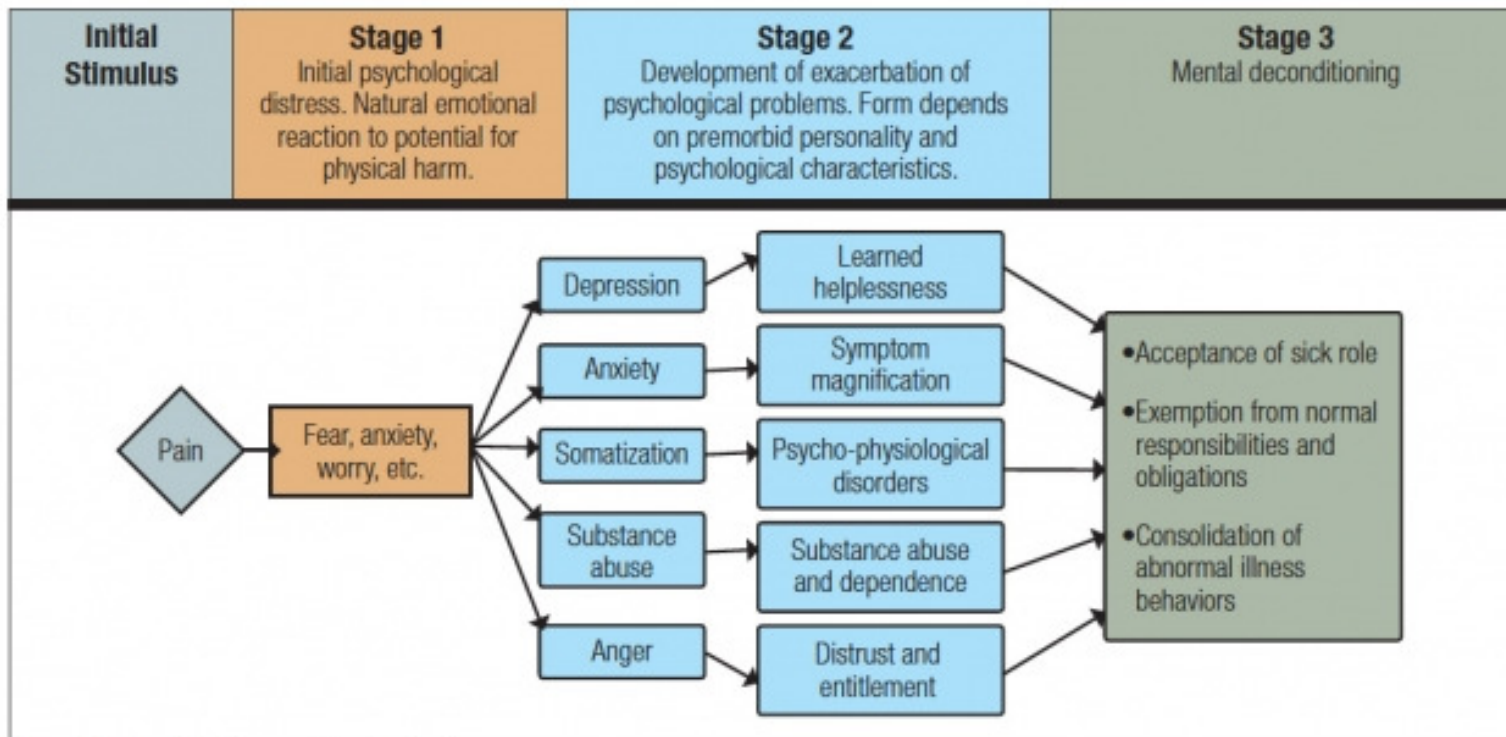 Initial
Stimulus
Stage 1
Initial psychological
distress. Natural emotional
reaction to potential for
physical harm.
Stage 2
Development of exacerbation of
psychological problems. Form depends
on premorbid personality and
psychological characteristics.
Stage 3
Mental deconditioning
Pain
Fear, anxiety,
worry, etc.
Depression
Anxiety
Somatization
Substance
abuse
Anger
Learned
helplessness
Symptom
magnification
Psycho-physiological
disorders
Substance abuse
and dependence
Distrust and
entitlement
•Acceptance of sick role
•Exemption from normal
responsibilities and
obligations
•Consolidation of
abnormal illness
behaviors